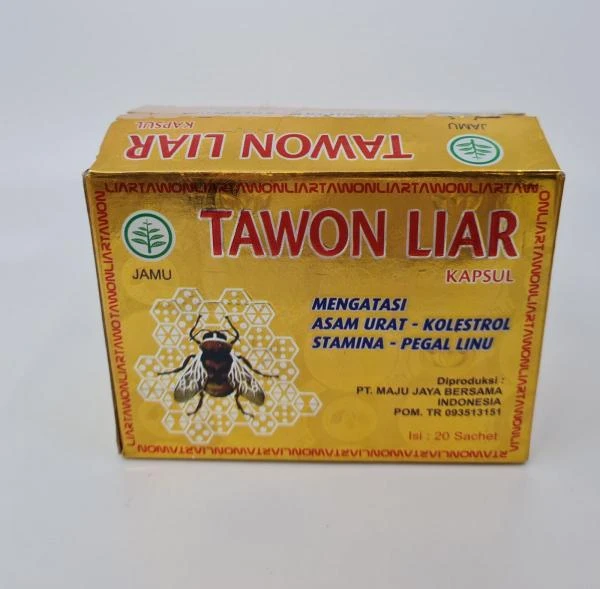 TAWON LIAR
KAPSUL
JAMU
TAWON LIAR
KAPSUL
JAMU
MENGATASI
ASAM URAT - KOLESTROL
STAMINA - PEGAL LINU
Diproduksi :
PT. MAJU JAYA BERSAMA
INDONESIA
POM. TR 093513151
Isi : 20 Sachet